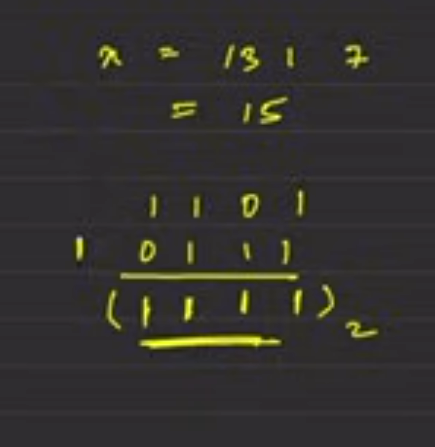 x = 13 | 7
= 15
1 1 0 1
| 0 1 1 1
(1 1 1 1)₂